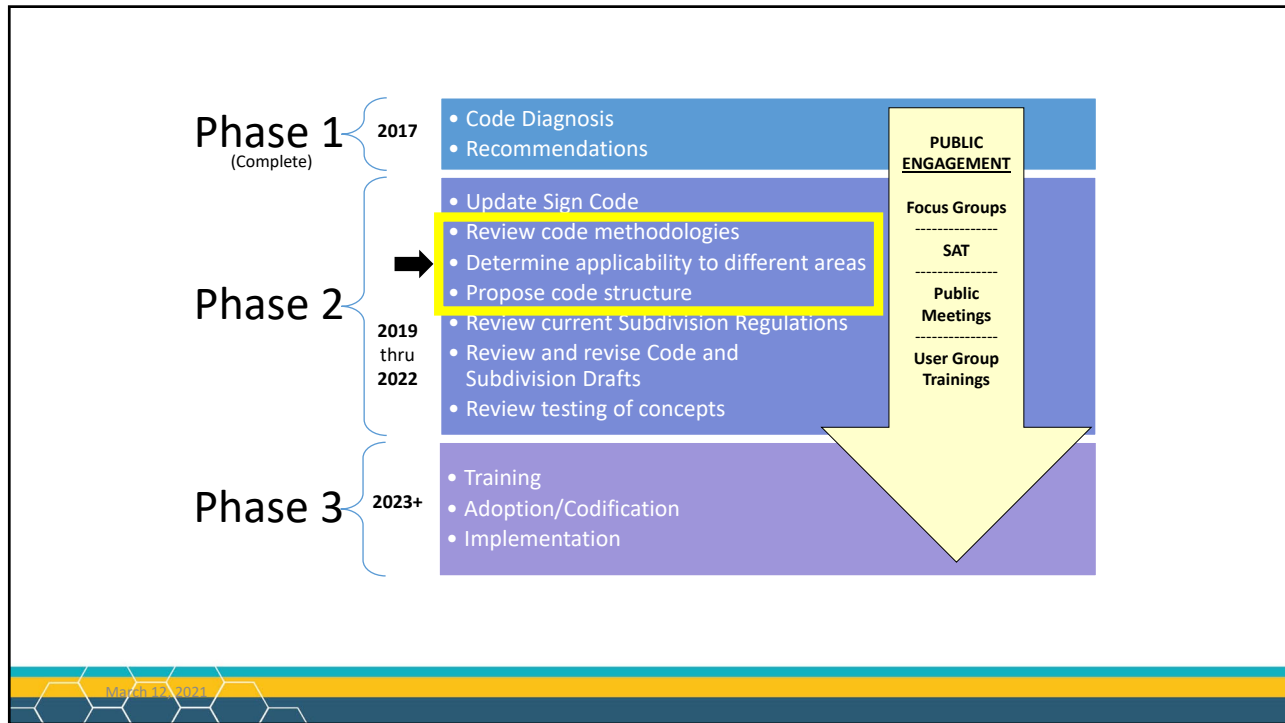 Phase 1
(Complete)
2017
• Code Diagnosis
• Recommendations
Phase 2
2019
thru
2022
• Update Sign Code
• Review code methodologies
• Determine applicability to different areas
• Propose code structure
• Review current Subdivision Regulations
• Review and revise Code and
Subdivision Drafts
• Review testing of concepts
Phase 3
2023+
• Training
• Adoption/Codification
• Implementation
PUBLIC
ENGAGEMENT
Focus Groups
---------------
SAT
---------------
Public
Meetings
---------------
User Group
Trainings
March 12, 2021